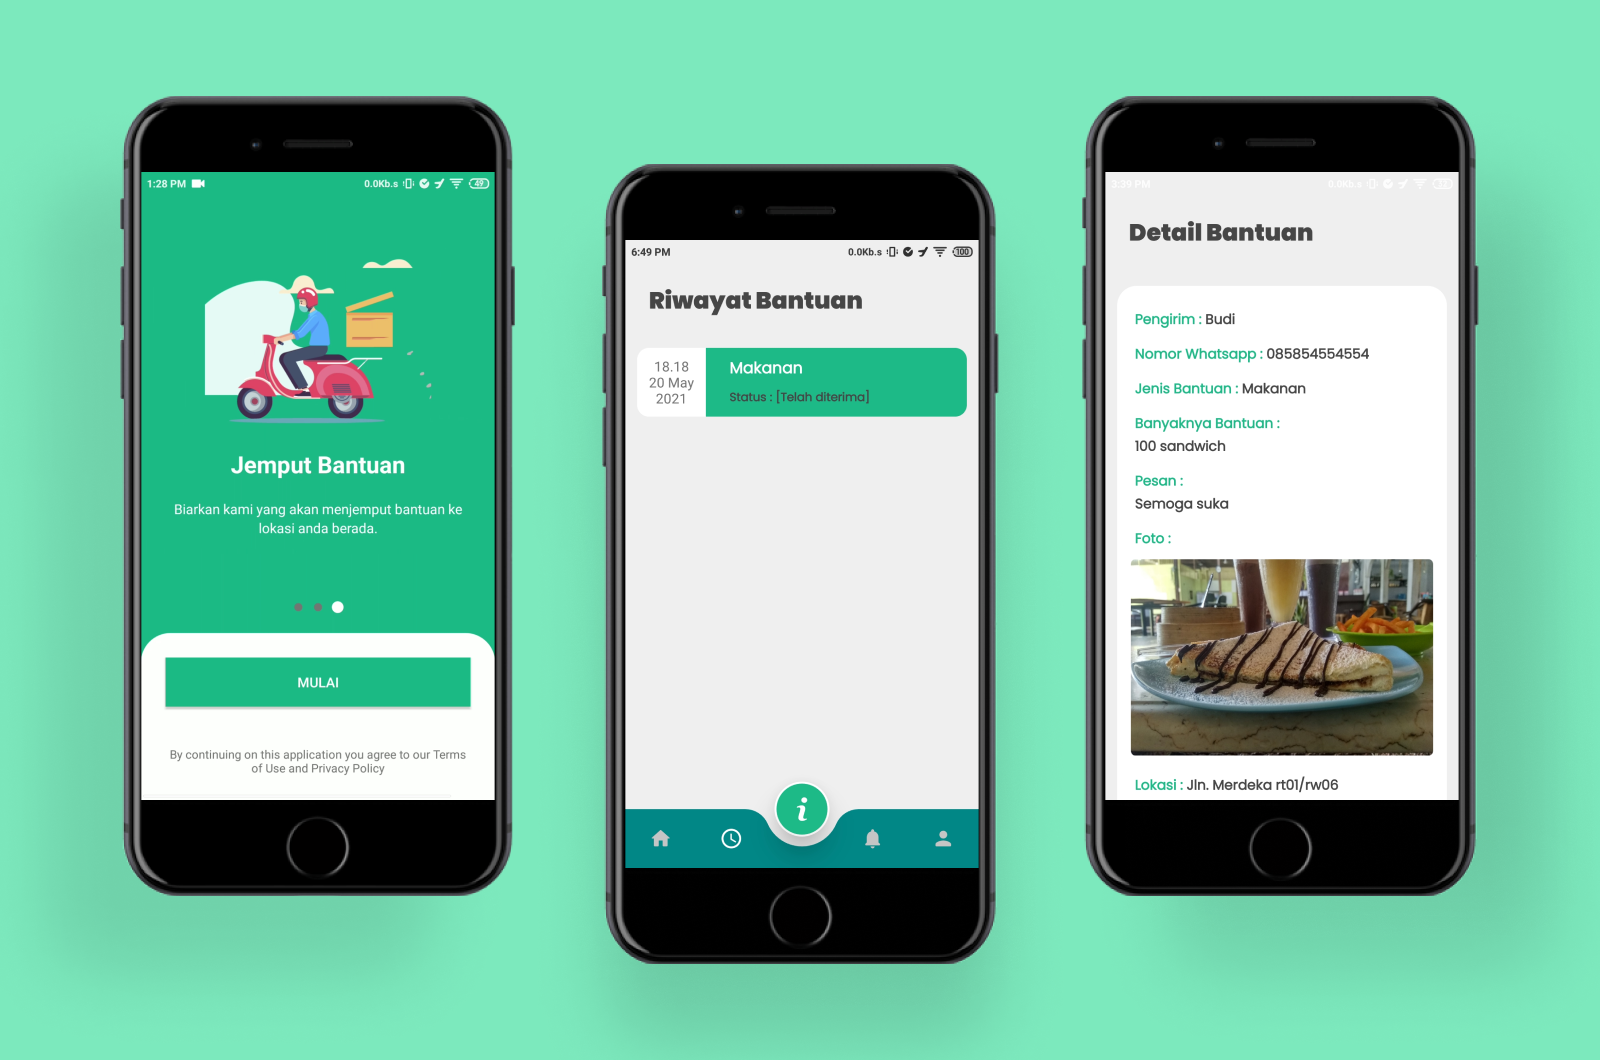 1:28 PM
0.0Kb.s
49
Jemput Bantuan
Biarkan kami yang akan menjemput bantuan ke
lokasi anda berada.
MULAI
By continuing on this application you agree to our Terms
of Use and Privacy Policy
6:49 PM
0.0Kb.s
100
Riwayat Bantuan
18.18
20 May
2021
Makanan
Status : [Telah diterima]
i
3:39 PM
0.0Kb.s
Detail Bantuan
Pengirim : Budi
Nomor Whatsapp : 085854554554
Jenis Bantuan : Makanan
Banyaknya Bantuan :
100 sandwich
Pesan :
Semoga suka
Foto :
Lokasi : Jln. Merdeka rt01/rw06